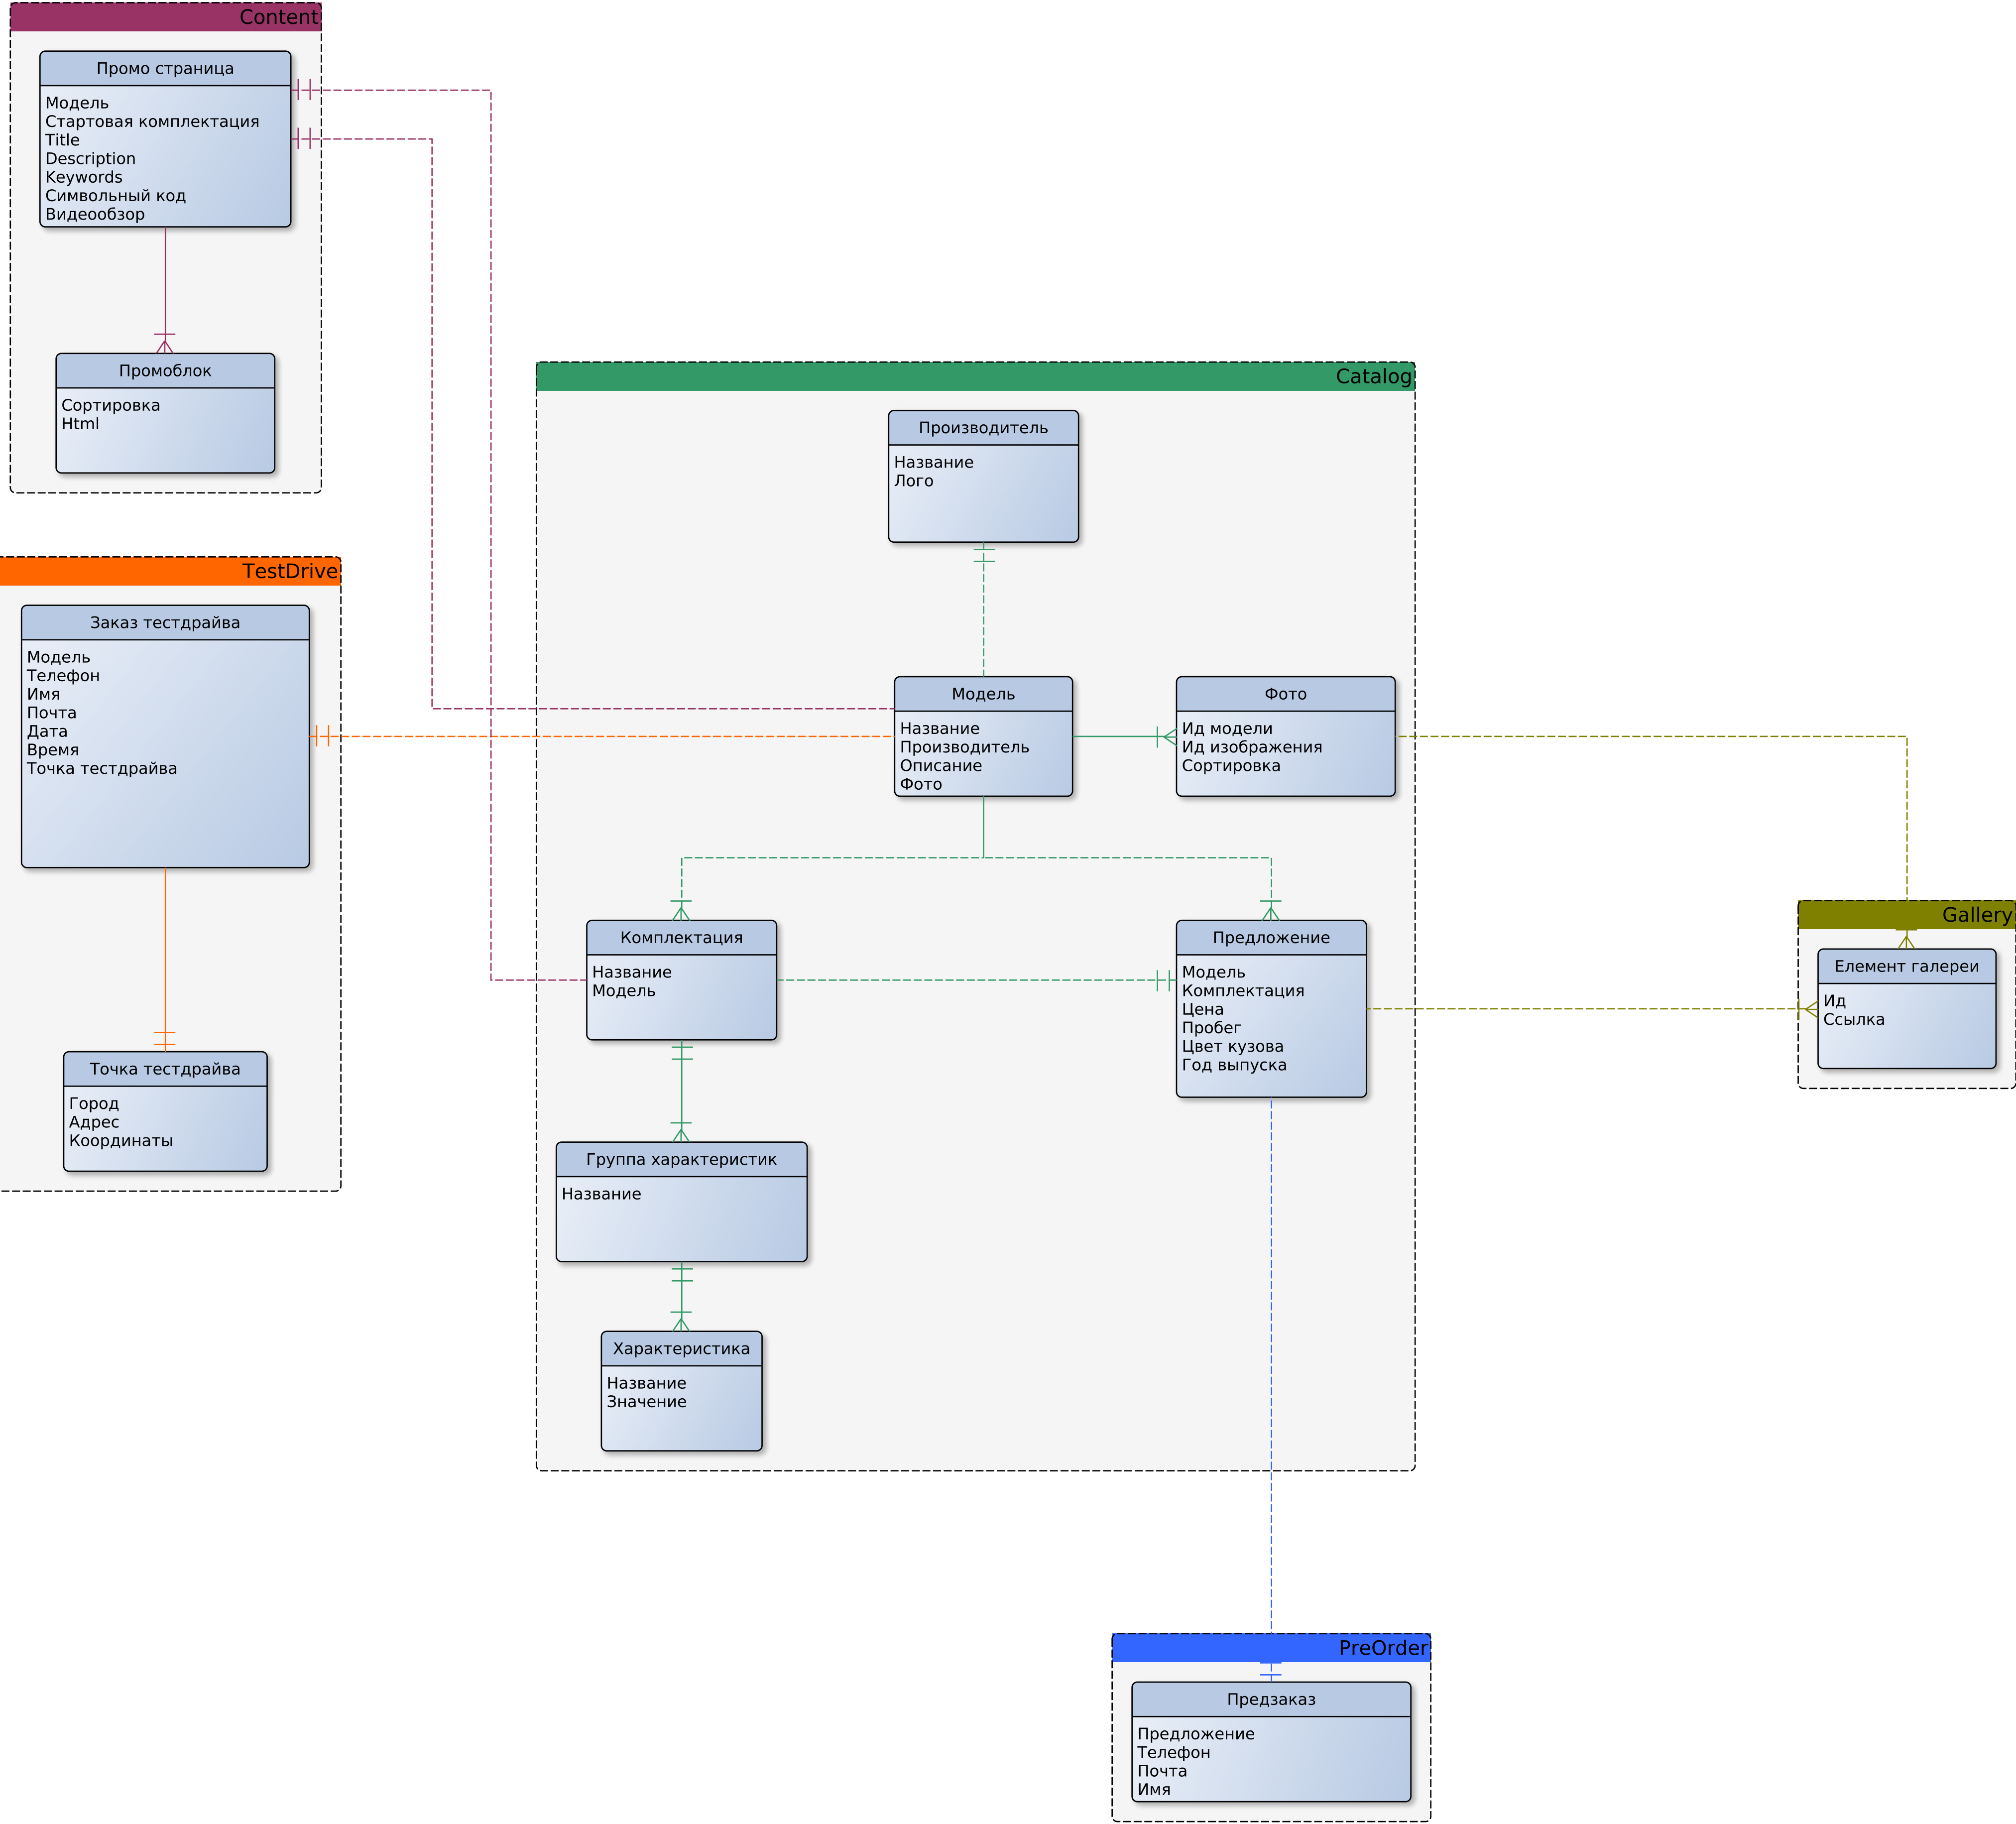 Content
Промо страница
Модель
Стартовая комплектация
Title
Description
Keywords
Символьный код
Видеообзор
Промоблок
Сортировка
Html
TestDrive
Заказ тестдрайва
Модель
Телефон
Имя
Почта
Дата
Время
Точка тестдрайва
Точка тестдрайва
Город
Адрес
Координаты
Catalog
Производитель
Название
Лого
Модель
Название
Производитель
Описание
Фото
Фото
Ид модели
Ид изображения
Сортировка
Комплектация
Название
Модель
Предложение
Модель
Комплектация
Цена
Пробег
Цвет кузова
Год выпуска
Группа характеристик
Название
Характеристика
Название
Значение
Gallery
Елемент галереи
Ид
Ссылка
PreOrder
Предзаказ
Предложение
Телефон
Почта
Имя